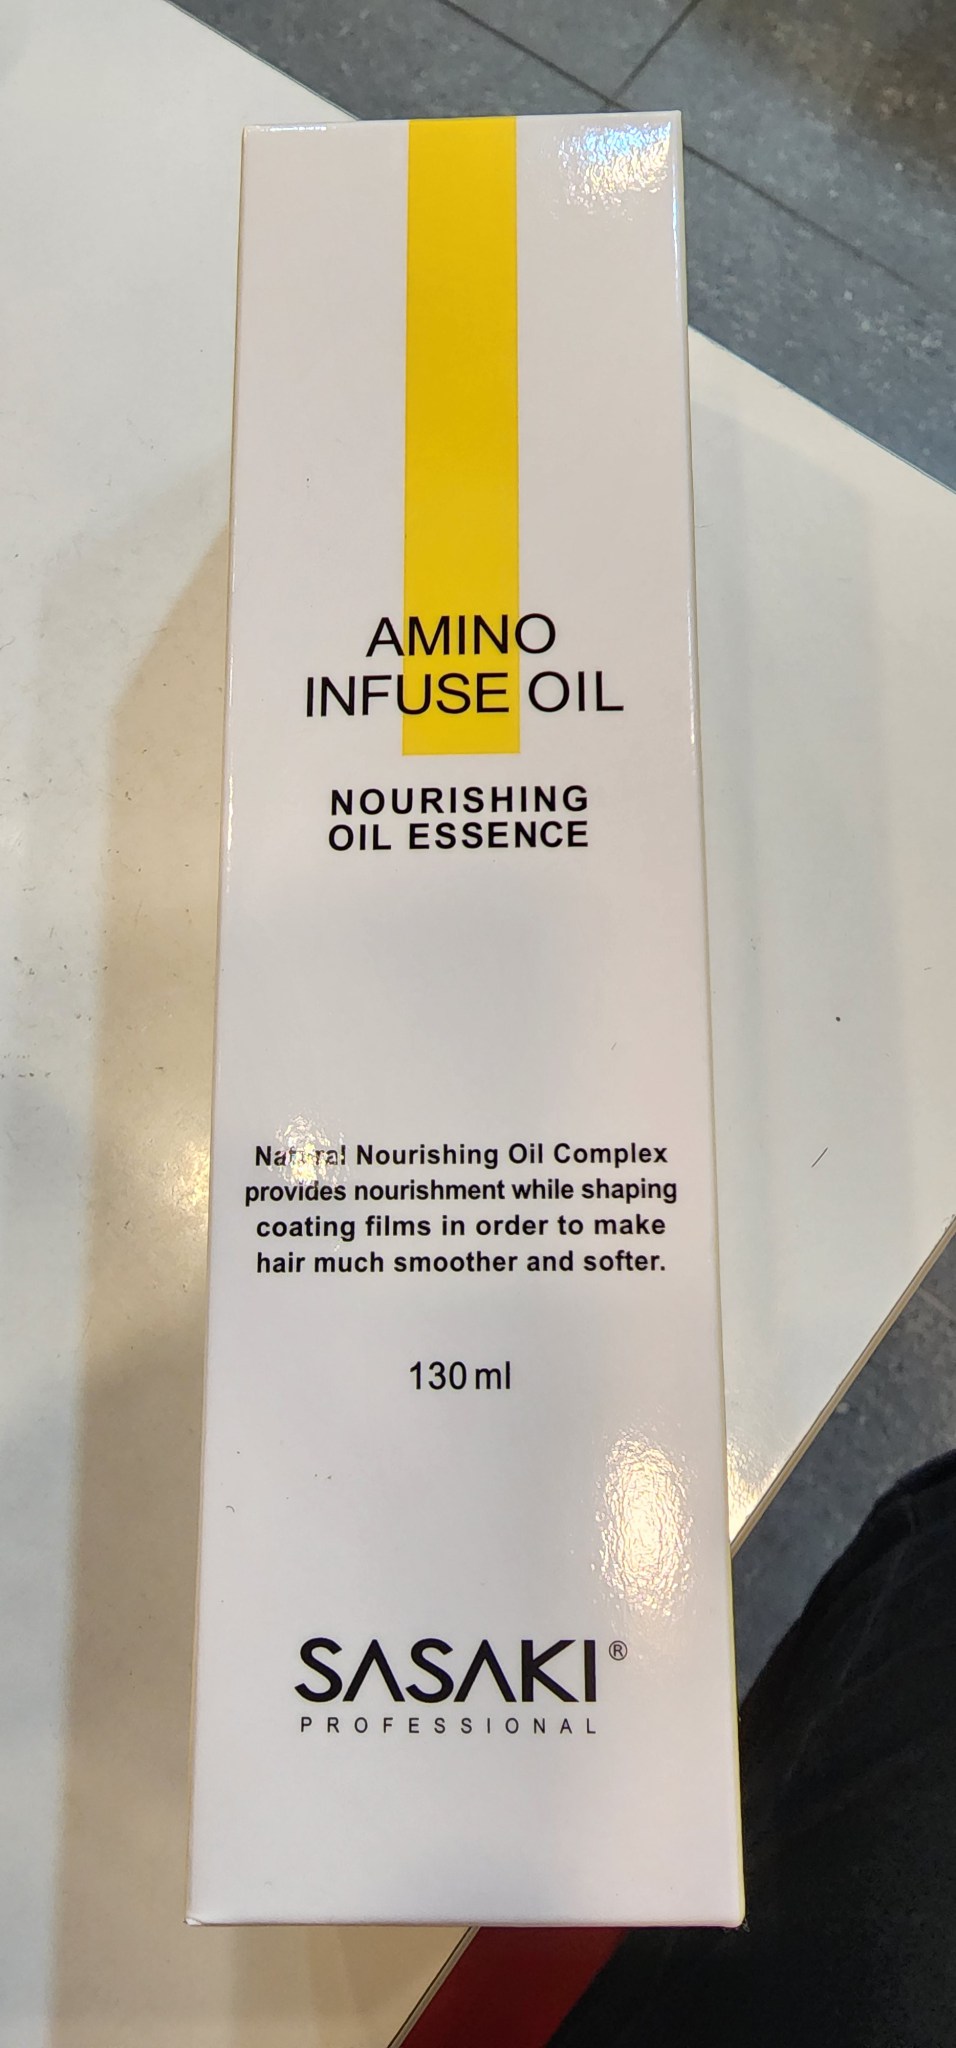 AMINO
INFUSE OIL
NOURISHING
OIL ESSENCE
Natural Nourishing Oil Complex
provides nourishment while shaping
coating films in order to make
hair much smoother and softer.
130 ml
SASAKI®
PROFESSIONAL